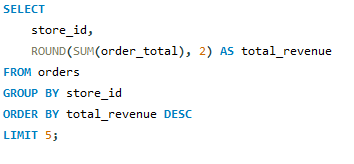 SELECT
    store_id,
    ROUND(SUM(order_total), 2) AS total_revenue
FROM orders
GROUP BY store_id
ORDER BY total_revenue DESC
LIMIT 5;